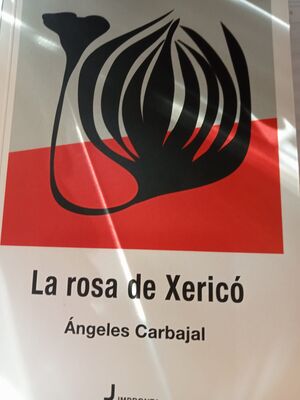 La rosa de Xericó
Ángeles Carbajal